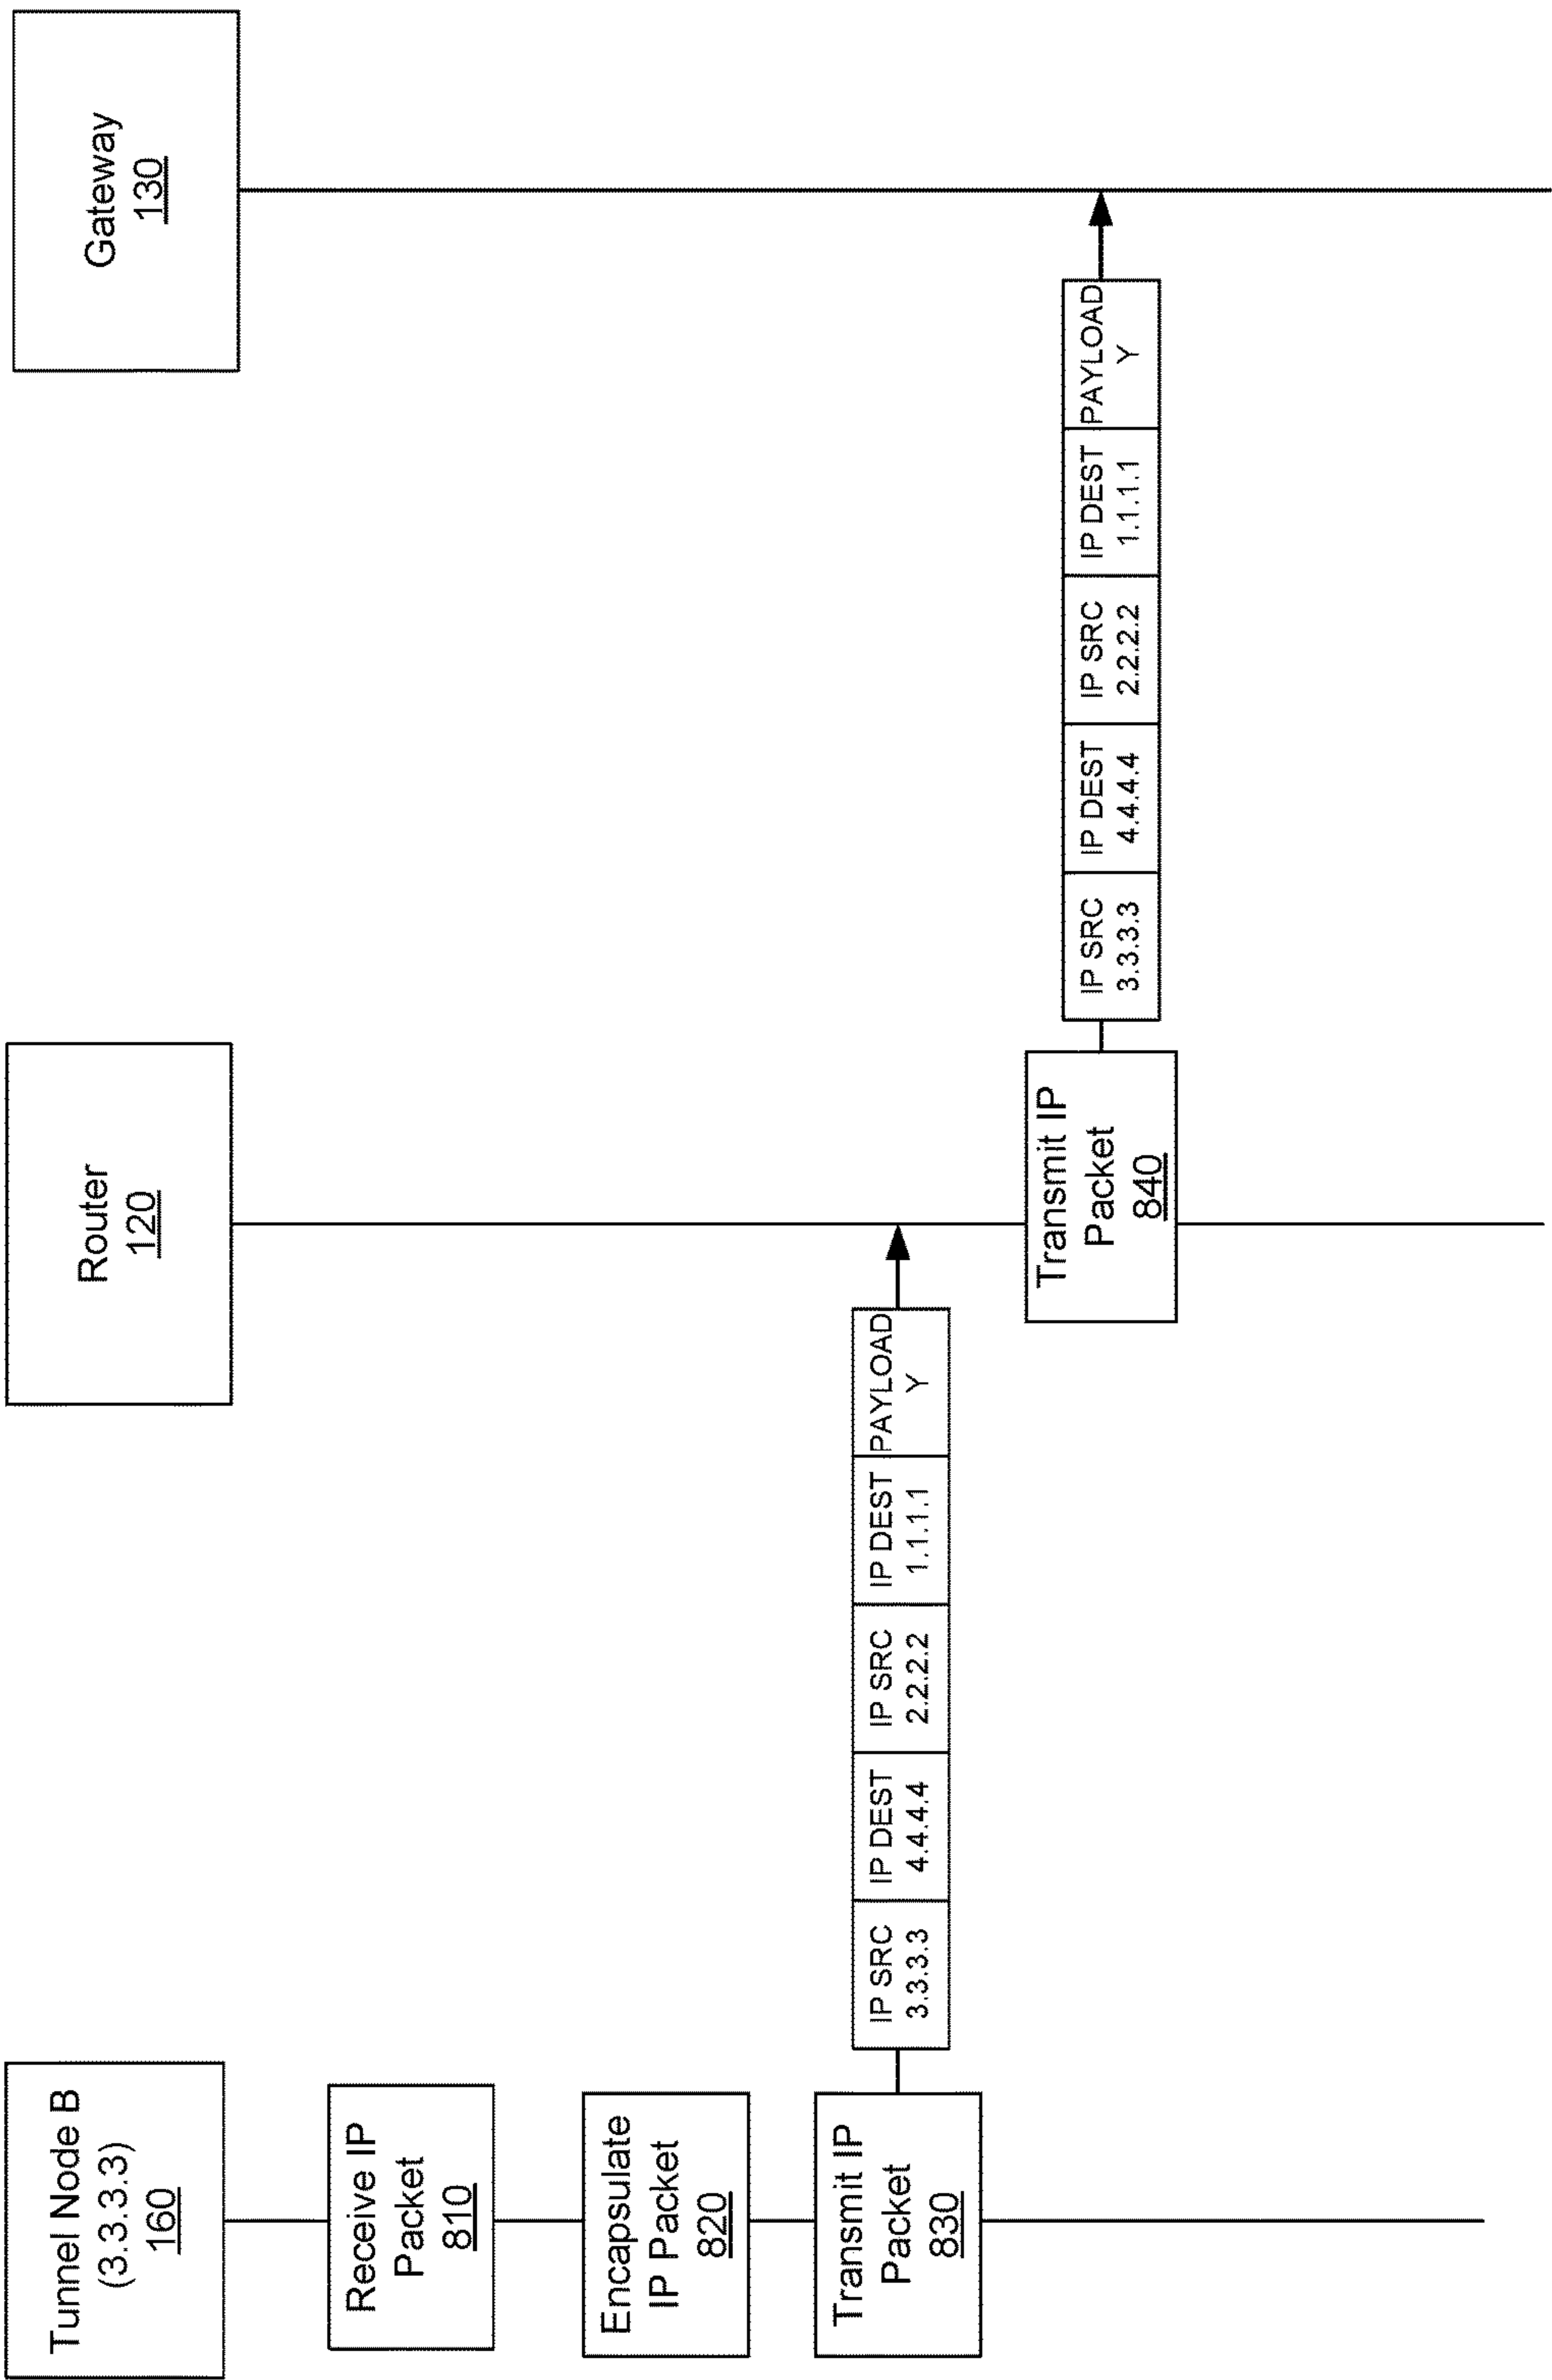 Tunnel Node B
(3.3.3.3)
160
Router
120
Gateway
130
Receive IP
Packet
810
Encapsulate
IP Packet
820
Transmit IP
Packet
830
IP SRC
3.3.3.3
IP DEST
4.4.4.4
IP SRC
2.2.2.2
IP DEST
1.1.1.1
PAYLOAD
Y
Transmit IP
Packet
840
IP SRC
3.3.3.3
IP DEST
4.4.4.4
IP SRC
2.2.2.2
IP DEST
1.1.1.1
PAYLOAD
Y